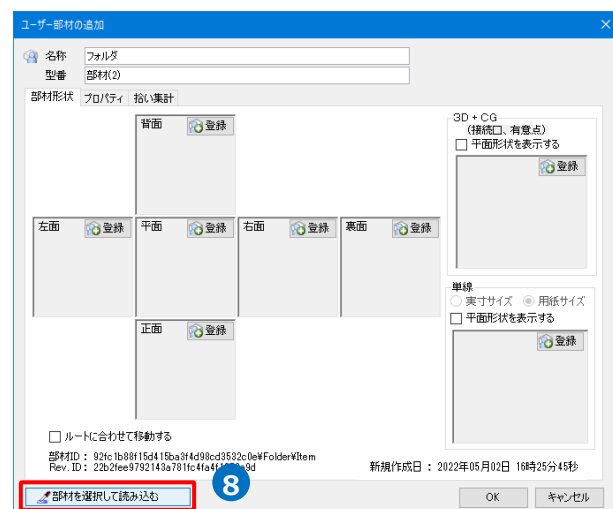 ユーザー部材の追加
名称 フォルダ
型番 部材(2)
部材形状 プロパティ 拾い集計
背面 登録
3D + CG
(接続口、有意点)
平面形状を表示する
登録
左面 登録 平面 登録 右面 登録 裏面 登録
単線
実寸サイズ 用紙サイズ
平面形状を表示する
正面 登録
登録
ルートに合わせて移動する
部材ID : 92fc1b88f15d415ba3f4d98cd3532c0e¥Folder¥Item
Rev. ID :
新規作成日 : 2022年05月02日 16時25分45秒
8
部材を選択して読み込む
OK キャンセル